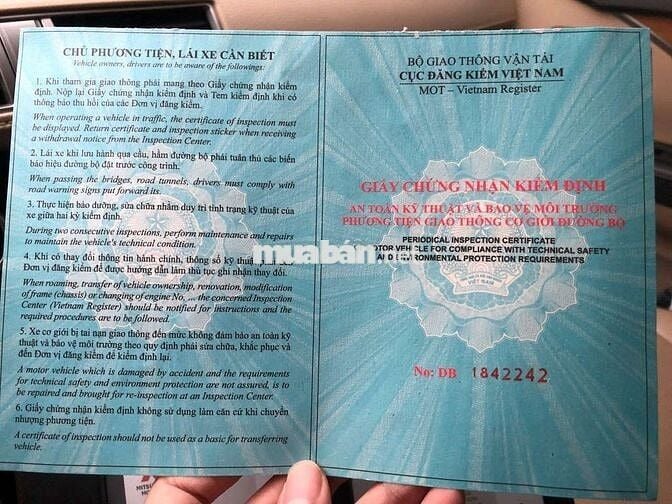 CHỦ PHƯƠNG TIỆN, LÁI XE CẦN BIẾT
Vehicle owners, drivers are to be aware of the followings:
1. Khi tham gia giao thông phải mang theo Giấy chứng nhận kiểm
định. Nộp lại Giấy chứng nhận kiểm định và Tem kiểm định khi có
thông báo thu hồi của các Đơn vị đăng kiểm.
When operating a vehicle in traffic, the certificate of inspection must
be displayed. Return certificate and inspection sticker when receiving
a withdrawal notice from the Inspection Center.
2. Lái xe khi lưu hành qua cầu, hầm đường bộ phải tuân thủ các biển
báo hiệu đường bộ đặt trước công trình.
When passing the bridges, road tunnels, drivers must comply with
road warning signs put forward its.
3. Thực hiện bảo dưỡng, sửa chữa nhằm duy trì tình trạng kỹ thuật của
xe giữa hai kỳ kiểm định.
During two consecutive inspections, perform maintenance and repairs
to maintain the vehicle's technical condition.
4. Khi có thay đổi thông tin hành chính, thông số kỹ thuật
Đơn vị đăng kiểm để được hướng dẫn làm thủ tục ghi nhận thay đổi.
When roaming, transfer of vehicle ownership, renovation, modification
of frame (chassis) or changing of engine No. ... the concerned Inspection
Center (Vietnam Register) should be notified for instructions and the
required procedures are to be followed.
5. Xe cơ giới bị tai nạn giao thông đến mức không đảm bảo an toàn kỹ
thuật và bảo vệ môi trường theo quy định phải sửa chữa, khắc phục và
đến Đơn vị đăng kiểm để kiểm định lại.
A motor vehicle which is damaged by accident and the requirements
for technical safety and environment protection are not assured, is to
be repaired and brought for re-inspection at an Inspection Center.
6. Giấy chứng nhận kiểm định không sử dụng làm căn cứ khi chuyển
nhượng phương tiện.
A certificate of inspection should not be used as a basic for transferring
vehicle.
BỘ GIAO THÔNG VẬN TẢI
CỤC ĐĂNG KIỂM VIỆT NAM
MOT – Vietnam Register
GIẤY CHỨNG NHẬN KIỂM ĐỊNH
AN TOÀN KỸ THUẬT VÀ BẢO VỆ MÔI TRƯỜNG
PHƯƠNG TIỆN GIAO THÔNG CƠ GIỚI ĐƯỜNG BỘ
PERIODICAL INSPECTION CERTIFICATE
MOTOR VEHICLE FOR COMPLIANCE WITH TECHNICAL SAFETY
AND ENVIRONMENTAL PROTECTION REQUIREMENTS
VIỆT NAM
No: DB 1842242
muaban